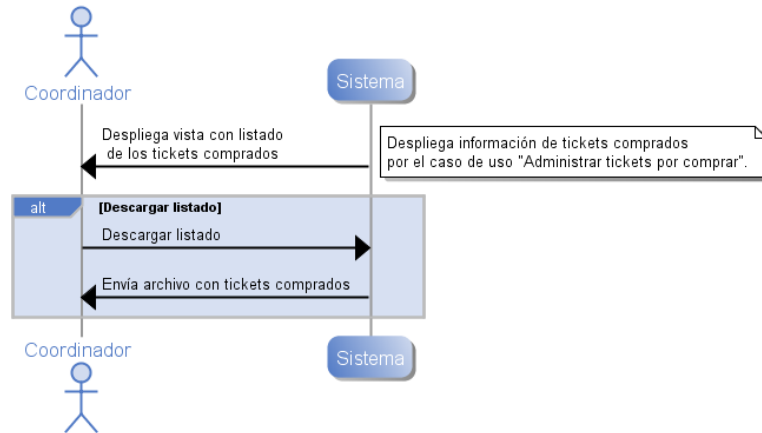 Coordinador
Sistema
Despliega vista con listado
de los tickets comprados
Despliega información de tickets comprados
por el caso de uso "Administrar tickets por comprar".
alt
[Descargar listado]
Descargar listado
Envía archivo con tickets comprados
Coordinador
Sistema